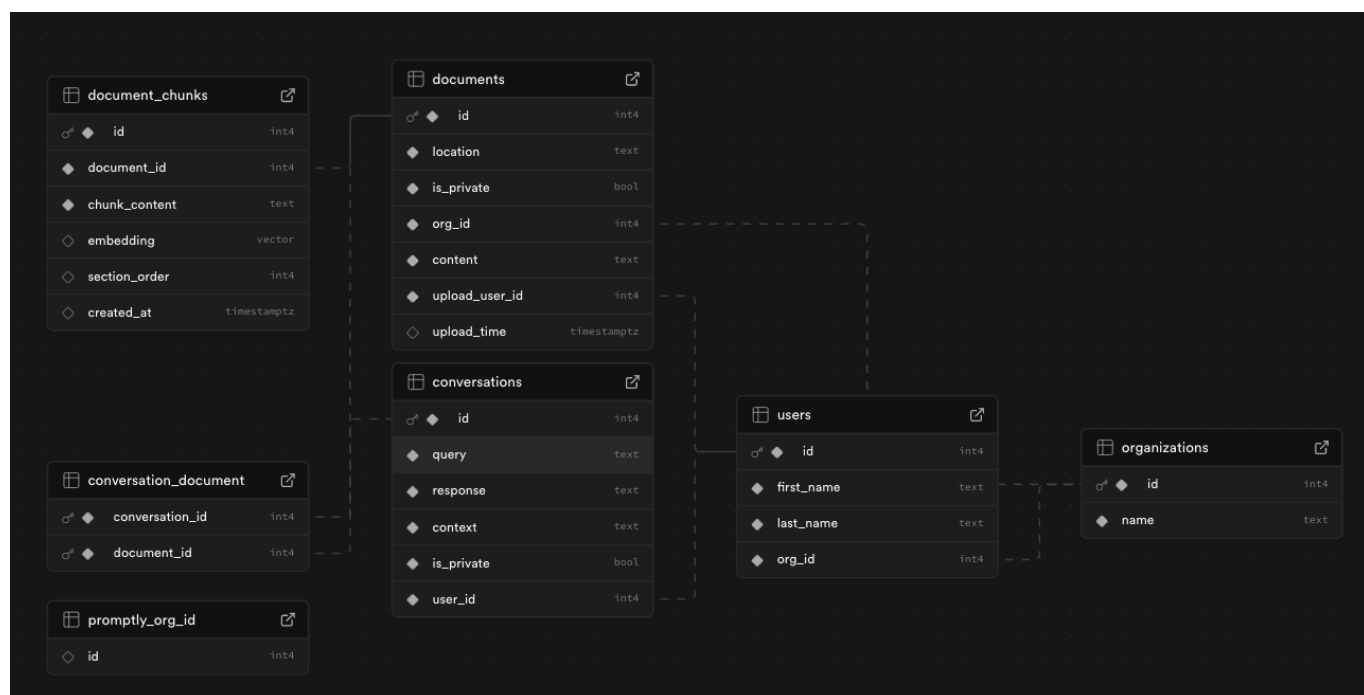 document_chunks
id int4
document_id int4
chunk_content text
embedding vector
section_order int4
created_at timestamptz
documents
id int4
location text
is_private bool
org_id int4
content text
upload_user_id int4
upload_time timestamptz
conversations
id int4
query text
response text
context text
is_private bool
user_id int4
conversation_document
conversation_id int4
document_id int4
promptly_org_id
id int4
users
id int4
first_name text
last_name text
org_id int4
organizations
id int4
name text